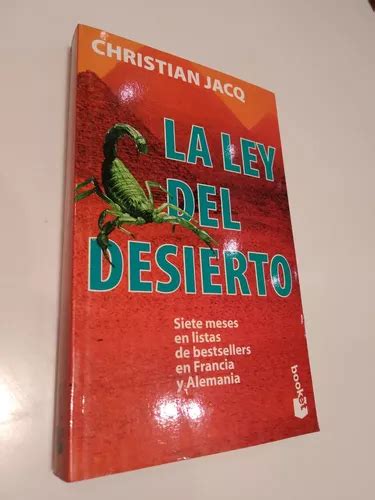 CHRISTIAN JACQ
LA LEY
DEL
DESIERTO
Siete meses
en listas
de bestsellers
en Francia
y Alemania
booket